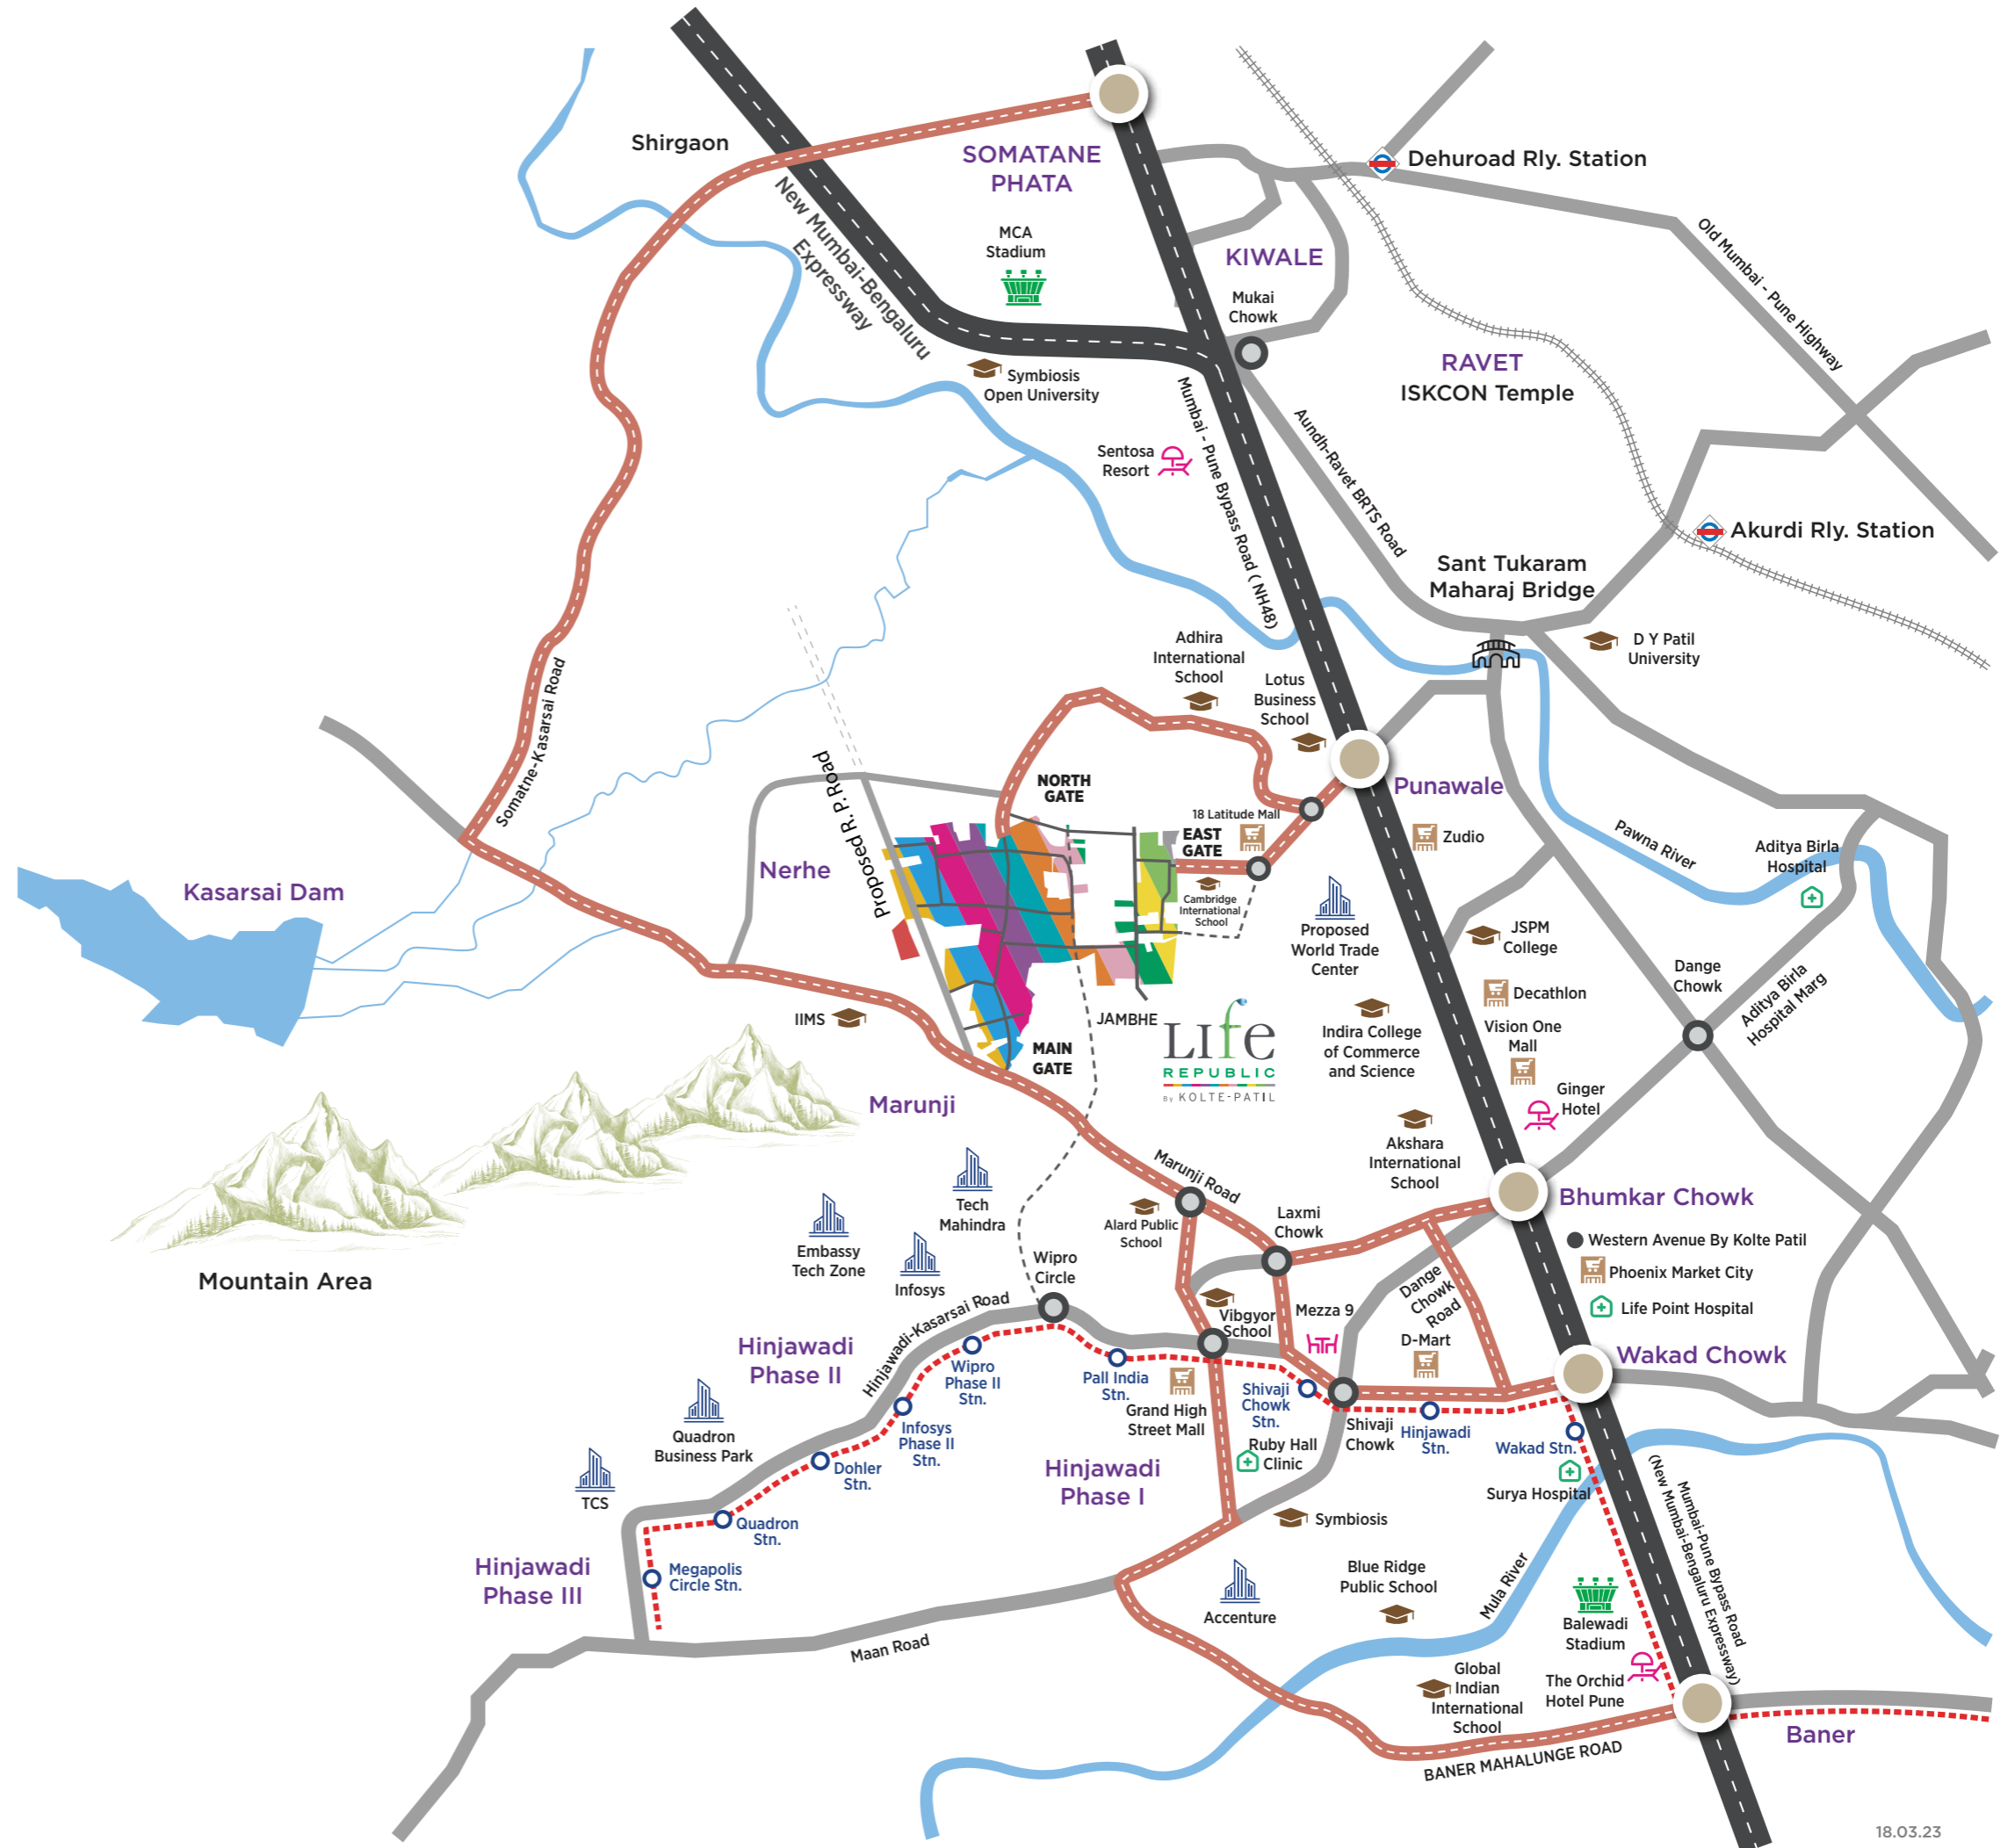 Shirgaon
SOMATANE
PHATA
Dehuroad Rly. Station
New Mumbai-Bengaluru
Expressway
MCA
Stadium
KIWALE
Mukai
Chowk
Old Mumbai - Pune Highway
RAVET
ISKCON Temple
Symbiosis
Open University
Sentosa
Resort
Mumbai - Pune Bypass Road ( NH48)
Aundh-Ravet BRTS Road
Akurdi Rly. Station
Sant Tukaram
Maharaj Bridge
D Y Patil
University
Adhira
International
School
Lotus
Business
School
Somatne-Kasarsai Road
Proposed R. P. Road
NORTH
GATE
18 Latitude Mall
EAST
GATE
Punawale
Zudio
Pawna River
Aditya Birla
Hospital
Nerhe
Kasarsai Dam
Cambridge
International
School
Proposed
World Trade
Center
JSPM
College
Dange
Chowk
Aditya Birla
Hospital Marg
Decathlon
IIMS
JAMBHE
LIfe
REPUBLIC
By KOLTE-PATIL
Indira College
of Commerce
and Science
Vision One
Mall
Ginger
Hotel
MAIN
GATE
Marunji
Akshara
International
School
Marunji Road
Tech
Mahindra
Alard Public
School
Laxmi
Chowk
Bhumkar Chowk
Embassy
Tech Zone
Infosys
Wipro
Circle
Western Avenue By Kolte Patil
Phoenix Market City
Life Point Hospital
Mountain Area
Hinjawadi-Kasarsai Road
Vibgyor
School
Mezza 9
Dange
Chowk
Road
D-Mart
Wakad Chowk
Hinjawadi
Phase II
Wipro
Phase II
Stn.
Pall India
Stn.
Grand High
Street Mall
Shivaji
Chowk
Stn.
Shivaji
Chowk
Hinjawadi
Stn.
Wakad Stn.
Quadron
Business Park
Infosys
Phase II
Stn.
Dohler
Stn.
Hinjawadi
Phase I
Ruby Hall
Clinic
Surya Hospital
Mumbai-Pune Bypass Road
(New Mumbai-Bengaluru Expressway)
TCS
Quadron
Stn.
Symbiosis
Hinjawadi
Phase III
Megapolis
Circle Stn.
Accenture
Blue Ridge
Public School
Mula River
Balewadi
Stadium
Maan Road
Global
Indian
International
School
The Orchid
Hotel Pune
Baner
BANER MAHALUNGE ROAD
18.03.23